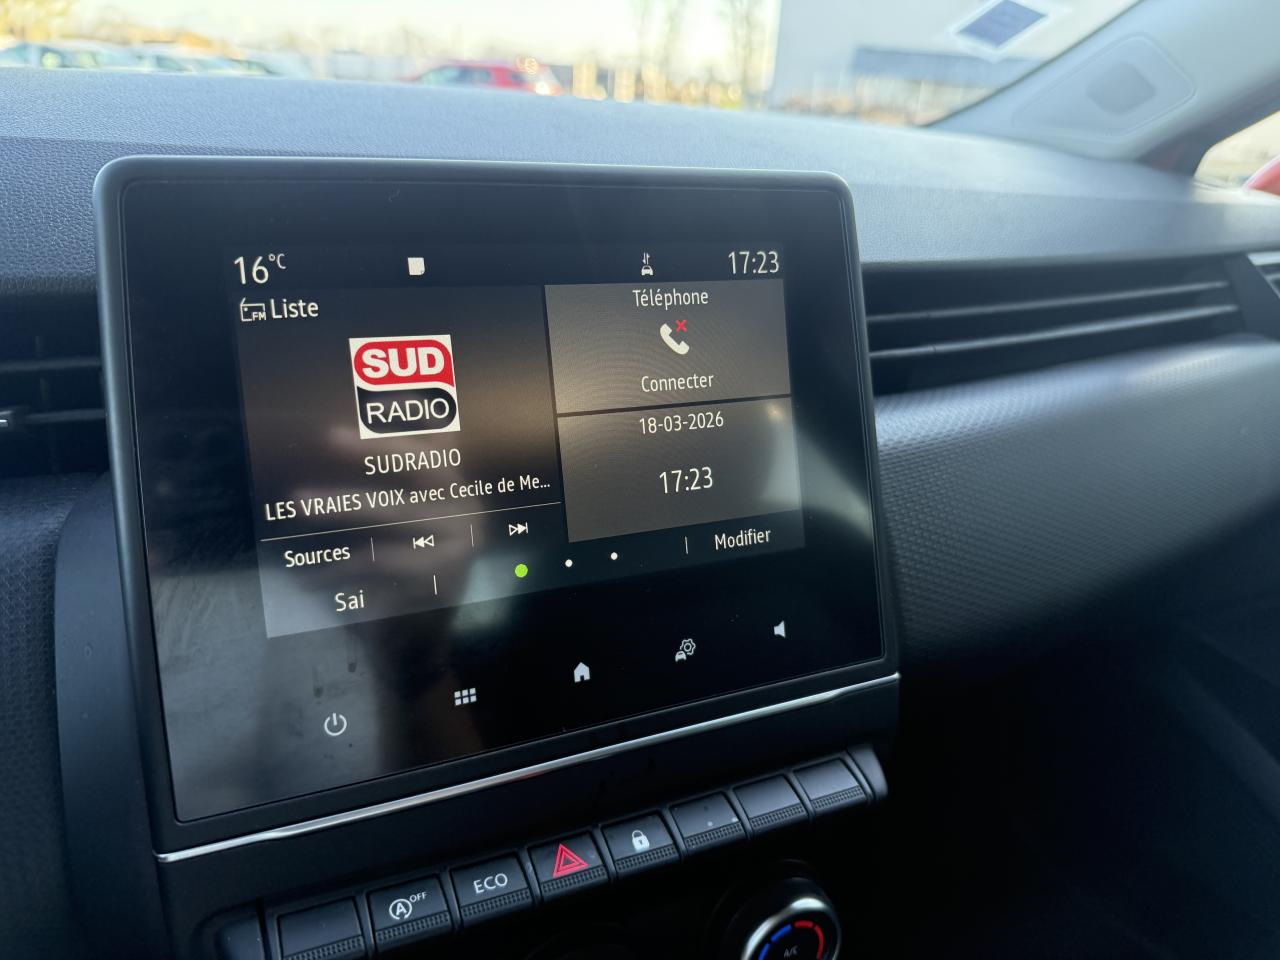 16°C
17:23
FM Liste
SUD
RADIO
SUDRADIO
LES VRAIES VOIX avec Cecile de Me...
Sources
Sai
Téléphone
Connecter
18-03-2026
17:23
Modifier
A OFF
ECO
A/C